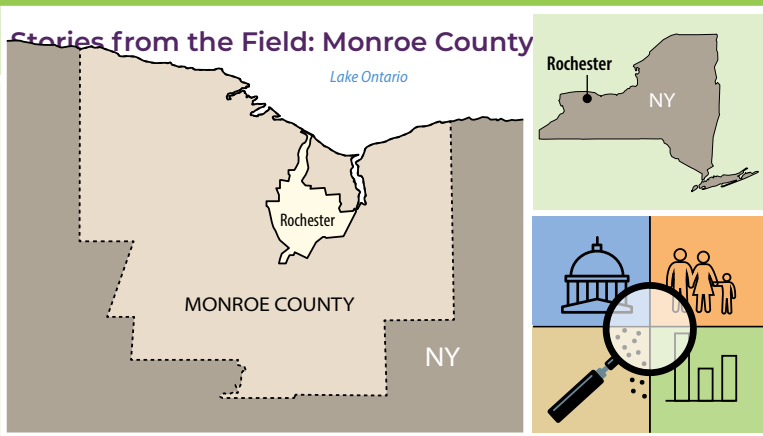 Stories from the Field: Monroe County
Lake Ontario
Rochester
MONROE COUNTY
NY
Rochester
NY